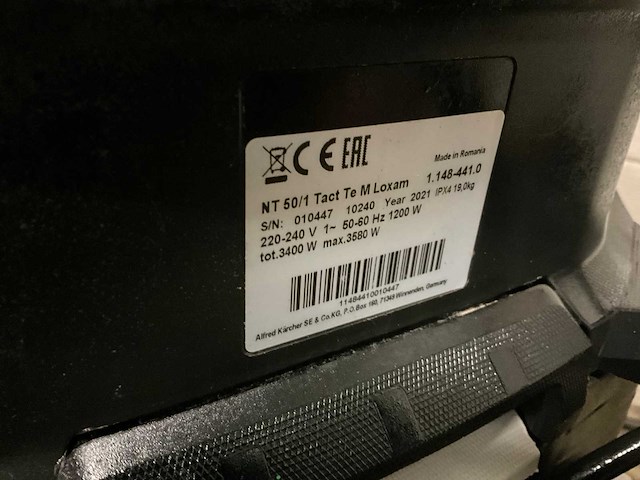 CE EAC
Made in Romania
NT 50/1 Tact Te M Loxam 1.148-441.0
S/N: 010447 10240 Year 2021 IPX4 19,0kg
220-240 V 1~ 50-60 Hz 1200 W
tot.3400 W max.3580 W
11484410010447
Alfred Kärcher SE & Co.KG, P.O.Box 160, 71349 Winnenden, Germany